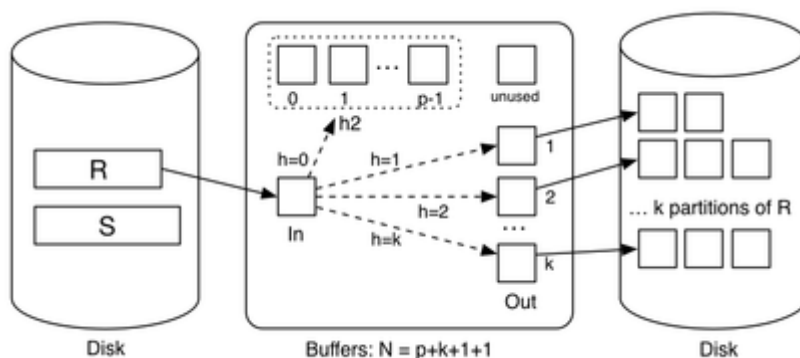 0 1 ... p-1
unused
h2
h=0
h=1
1
R
h=2
2
S
In
...
... k partitions of R
h=k
k
Out
Disk
Buffers: N = p+k+1+1
Disk